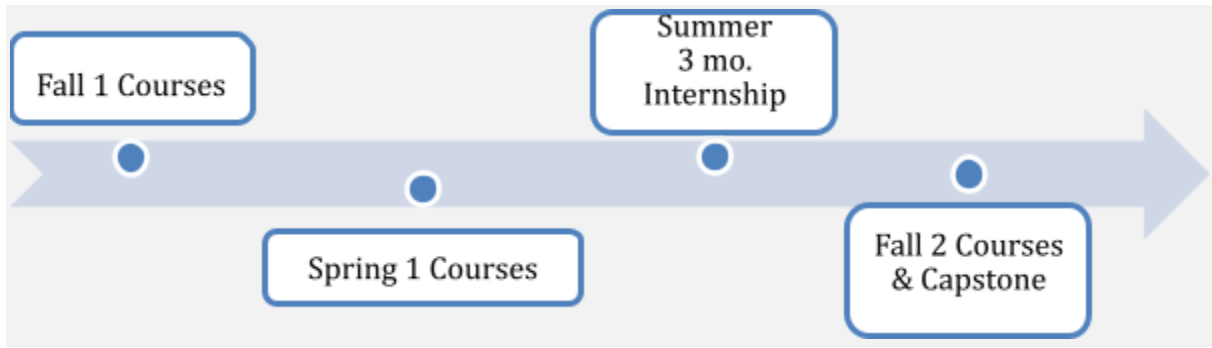 Fall 1 Courses
Spring 1 Courses
Summer
3 mo.
Internship
Fall 2 Courses
& Capstone